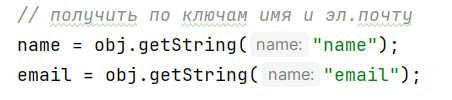 // получить по ключам имя и эл.почту
name = obj.getString( name: "name");
email = obj.getString( name: "email");